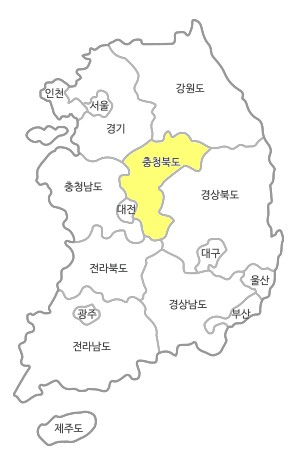 강원도
인천
서울
경기
충청북도
충청남도
경상북도
대전
대구
전라북도
울산
경상남도
광주
부산
전라남도
제주도